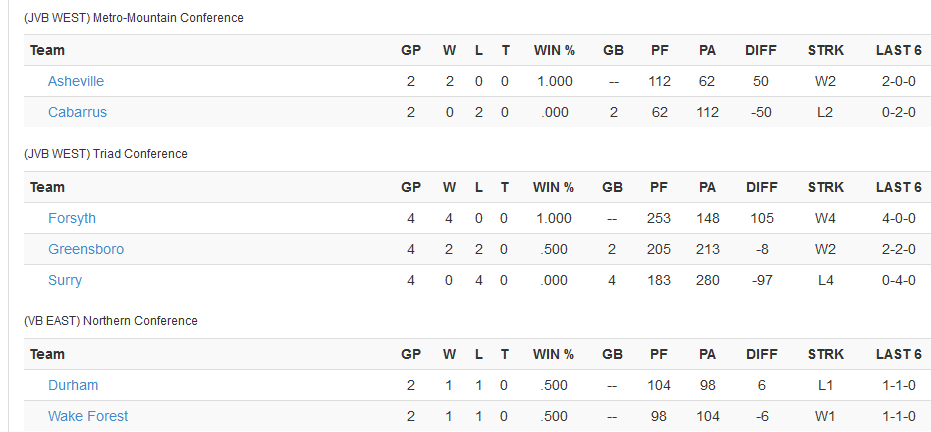 (JVB WEST) Metro-Mountain Conference
Team GP W L T WIN % GB PF PA DIFF STRK LAST 6
Asheville 2 2 0 0 1.000 -- 112 62 50 W2 2-0-0
Cabarrus 2 0 2 0 .000 2 62 112 -50 L2 0-2-0
(JVB WEST) Triad Conference
Team GP W L T WIN % GB PF PA DIFF STRK LAST 6
Forsyth 4 4 0 0 1.000 -- 253 148 105 W4 4-0-0
Greensboro 4 2 2 0 .500 2 205 213 -8 W2 2-2-0
Surry 4 0 4 0 .000 4 183 280 -97 L4 0-4-0
(VB EAST) Northern Conference
Team GP W L T WIN % GB PF PA DIFF STRK LAST 6
Durham 2 1 1 0 .500 -- 104 98 6 L1 1-1-0
Wake Forest 2 1 1 0 .500 -- 98 104 -6 W1 1-1-0